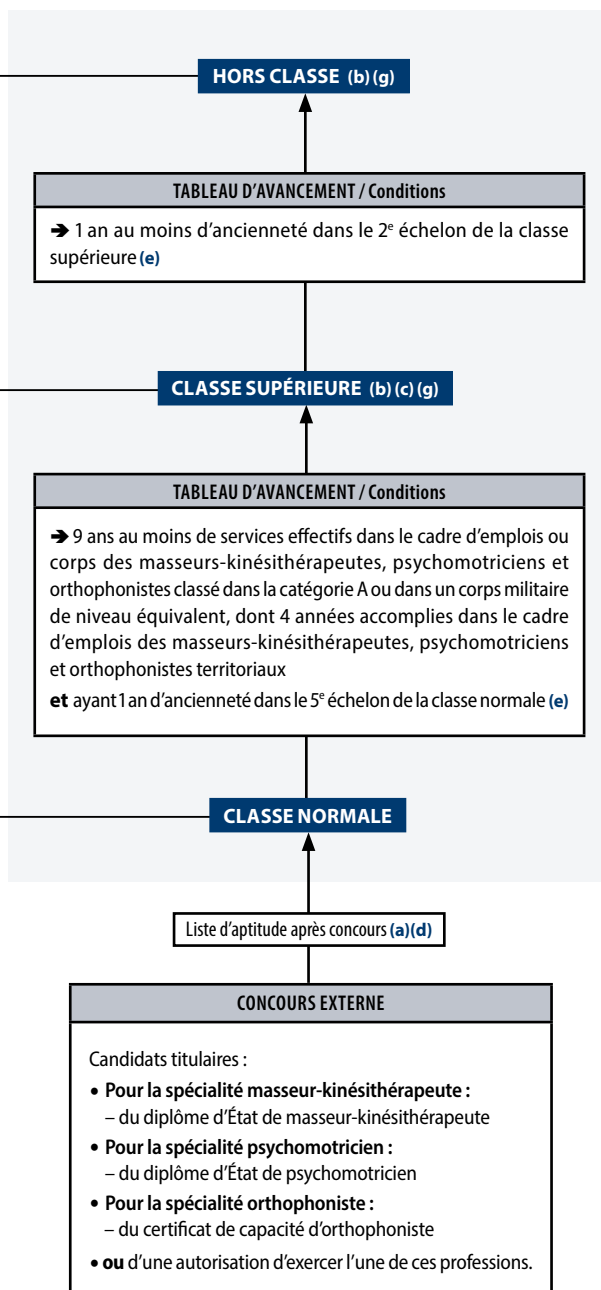 HORS CLASSE (b)(g)
TABLEAU D'AVANCEMENT / Conditions
➔ 1 an au moins d'ancienneté dans le 2e échelon de la classe
supérieure (e)
CLASSE SUPÉRIEURE (b)(c)(g)
TABLEAU D'AVANCEMENT / Conditions
➔ 9 ans au moins de services effectifs dans le cadre d'emplois ou
corps des masseurs-kinésithérapeutes, psychomotriciens et
orthophonistes classé dans la catégorie A ou dans un corps militaire
de niveau équivalent, dont 4 années accomplies dans le cadre
d'emplois des masseurs-kinésithérapeutes, psychomotriciens
et orthophonistes territoriaux
et ayant 1 an d'ancienneté dans le 5e échelon de la classe normale (e)
CLASSE NORMALE
Liste d'aptitude après concours (a)(d)
CONCOURS EXTERNE
Candidats titulaires :
• Pour la spécialité masseur-kinésithérapeute :
– du diplôme d'État de masseur-kinésithérapeute
• Pour la spécialité psychomotricien :
– du diplôme d'État de psychomotricien
• Pour la spécialité orthophoniste :
– du certificat de capacité d'orthophoniste
• ou d'une autorisation d'exercer l'une de ces professions.